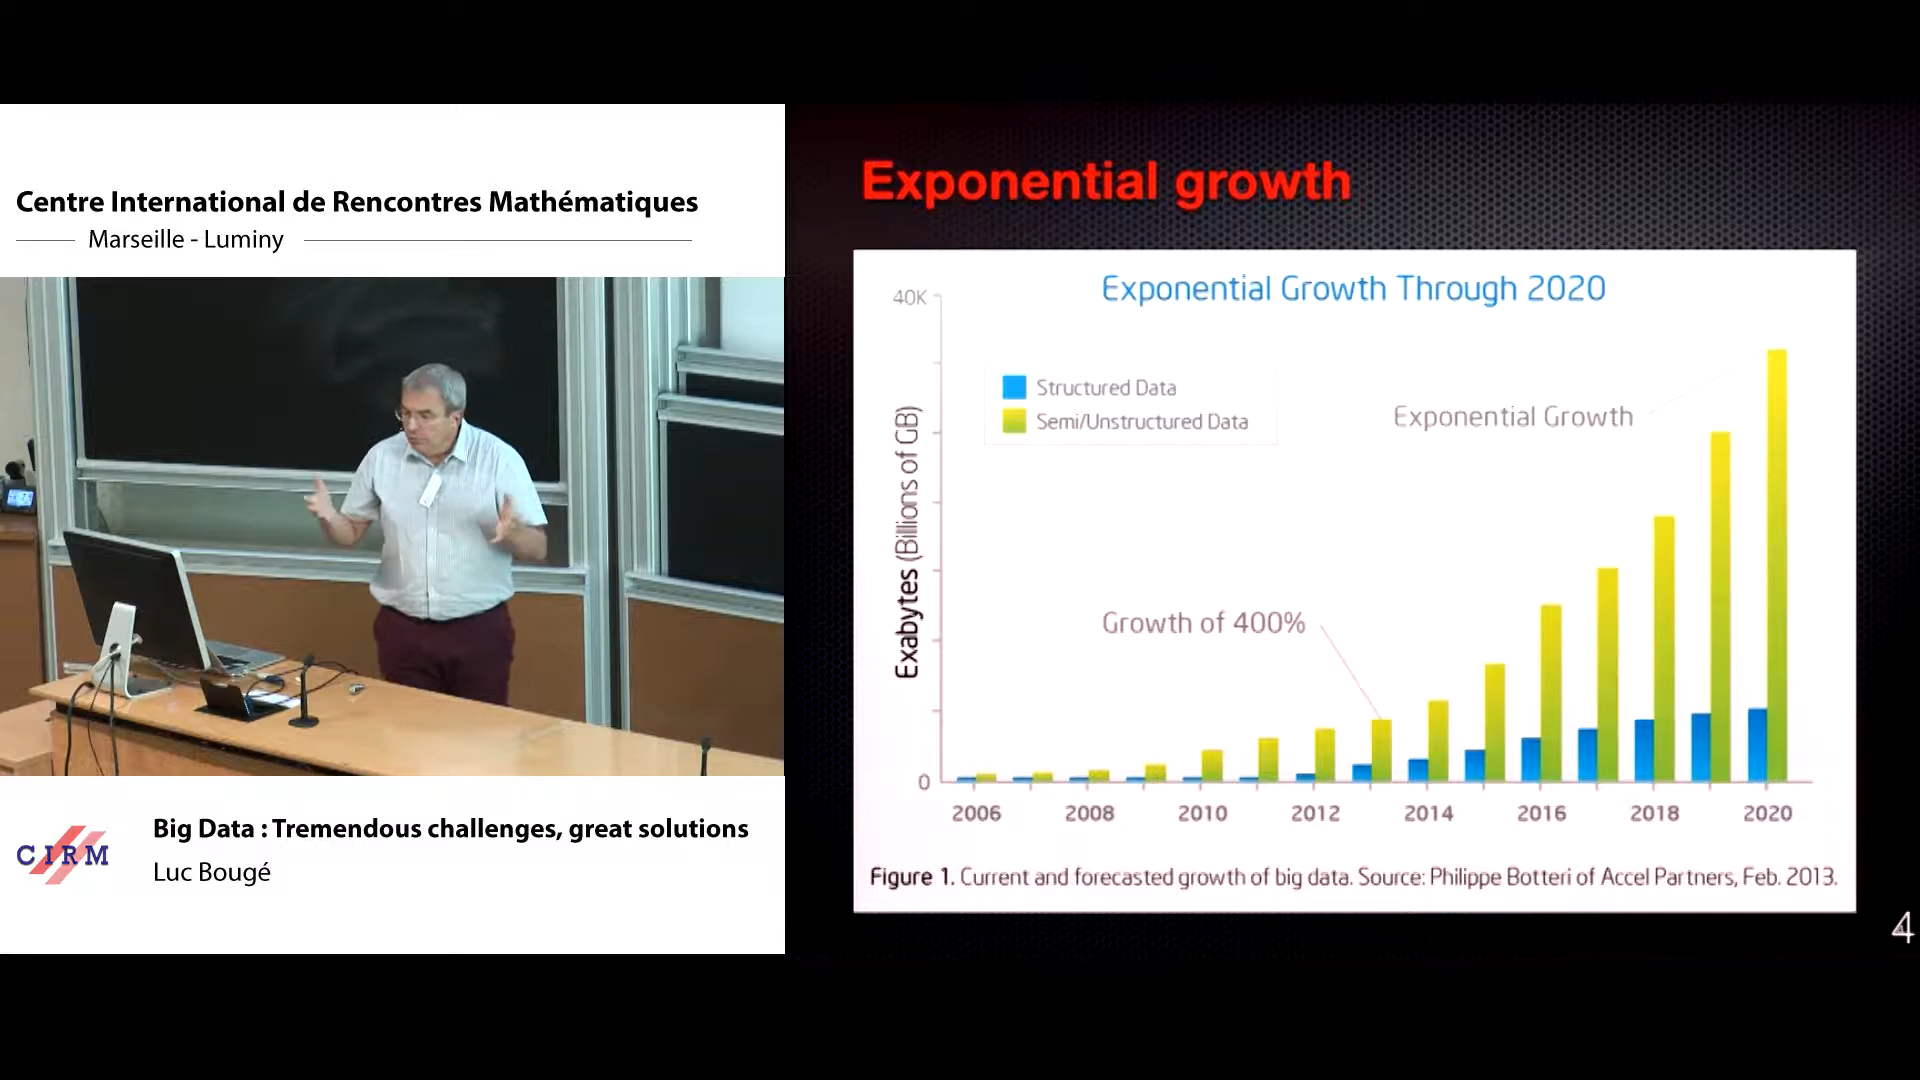 Centre International de Rencontres Mathématiques
Marseille - Luminy
CIRM
Big Data : Tremendous challenges, great solutions
Luc Bougé
Exponential growth
Exponential Growth Through 2020
40K
Structured Data
Semi/Unstructured Data
Exponential Growth
Exabytes (Billions of GB)
Growth of 400%
0
2006 2008 2010 2012 2014 2016 2018 2020
Figure 1. Current and forecasted growth of big data. Source: Philippe Botteri of Accel Partners, Feb. 2013.
4